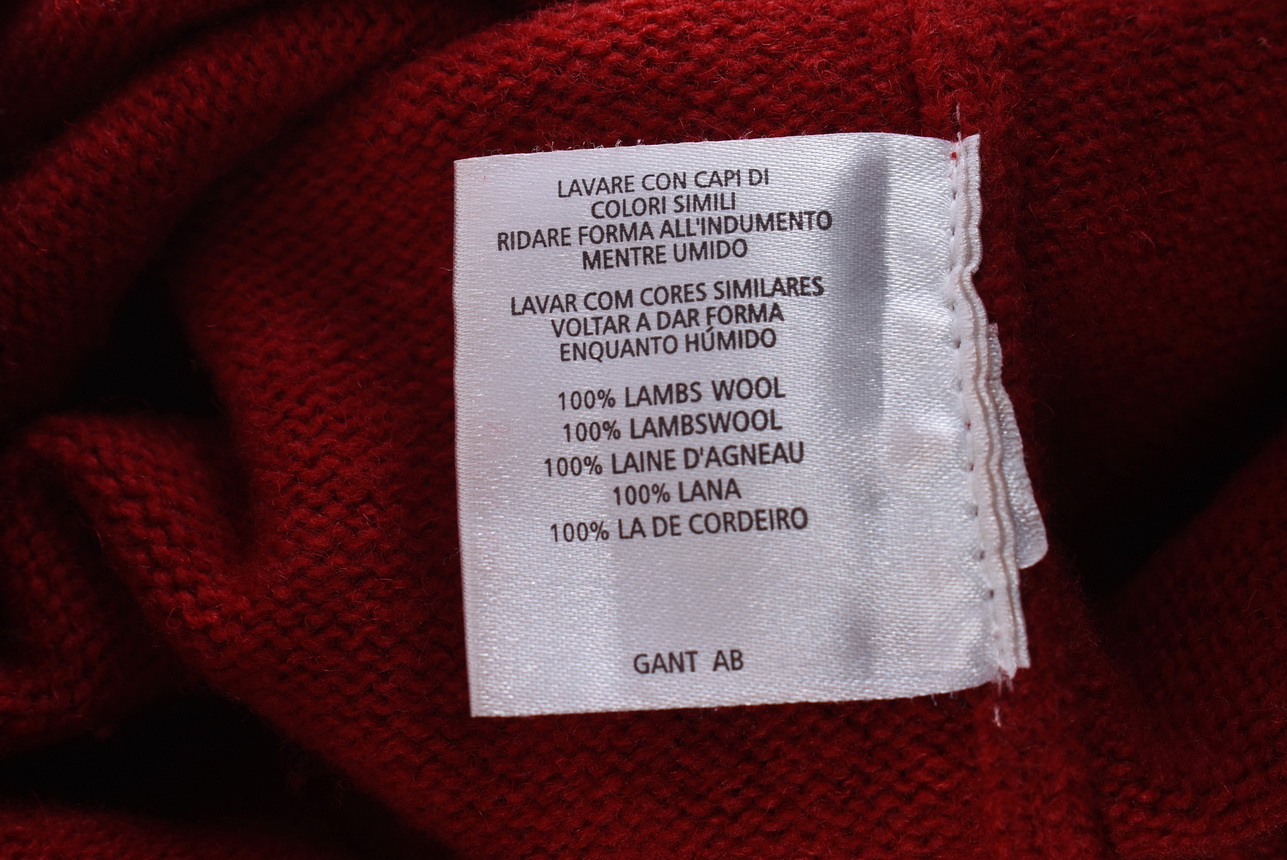 LAVARE CON CAPI DI
COLORI SIMILI
RIDARE FORMA ALL'INDUMENTO
MENTRE UMIDO
LAVAR COM CORES SIMILARES
VOLTAR A DAR FORMA
ENQUANTO HÚMIDO
100% LAMBS WOOL
100% LAMBSWOOL
100% LAINE D'AGNEAU
100% LANA
100% LA DE CORDEIRO
GANT AB